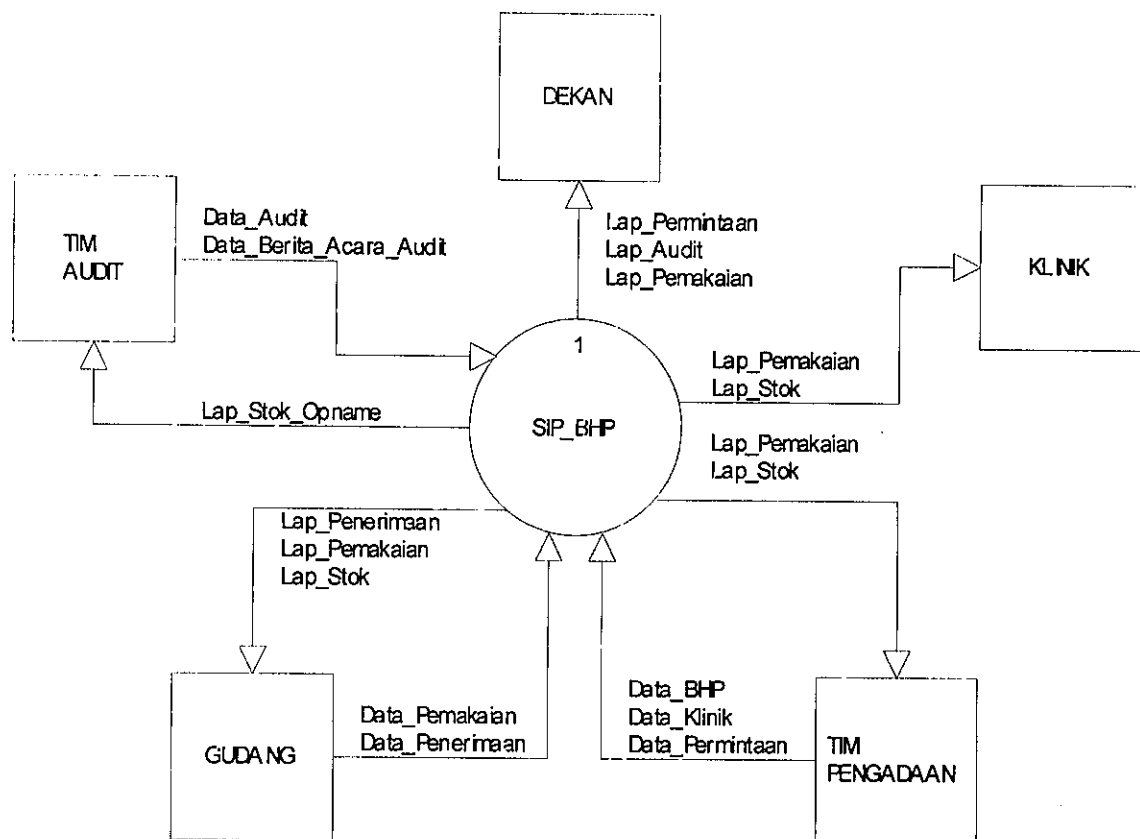 DEKAN
TIM
AUDIT
Data_Audit
Data_Berita_Acara_Audit
Lap_Permintaan
Lap_Audit
Lap_Pemakaian
KLINIK
1
SIP_BHP
Lap_Pemakaian
Lap_Stok
Lap_Stok_Opname
Lap_Pemakaian
Lap_Stok
Lap_Penerimaan
Lap_Pemakaian
Lap_Stok
GUDANG
Data_Pemakaian
Data_Penerimaan
Data_BHP
Data_Klinik
Data_Permintaan
TIM
PENGADAAN